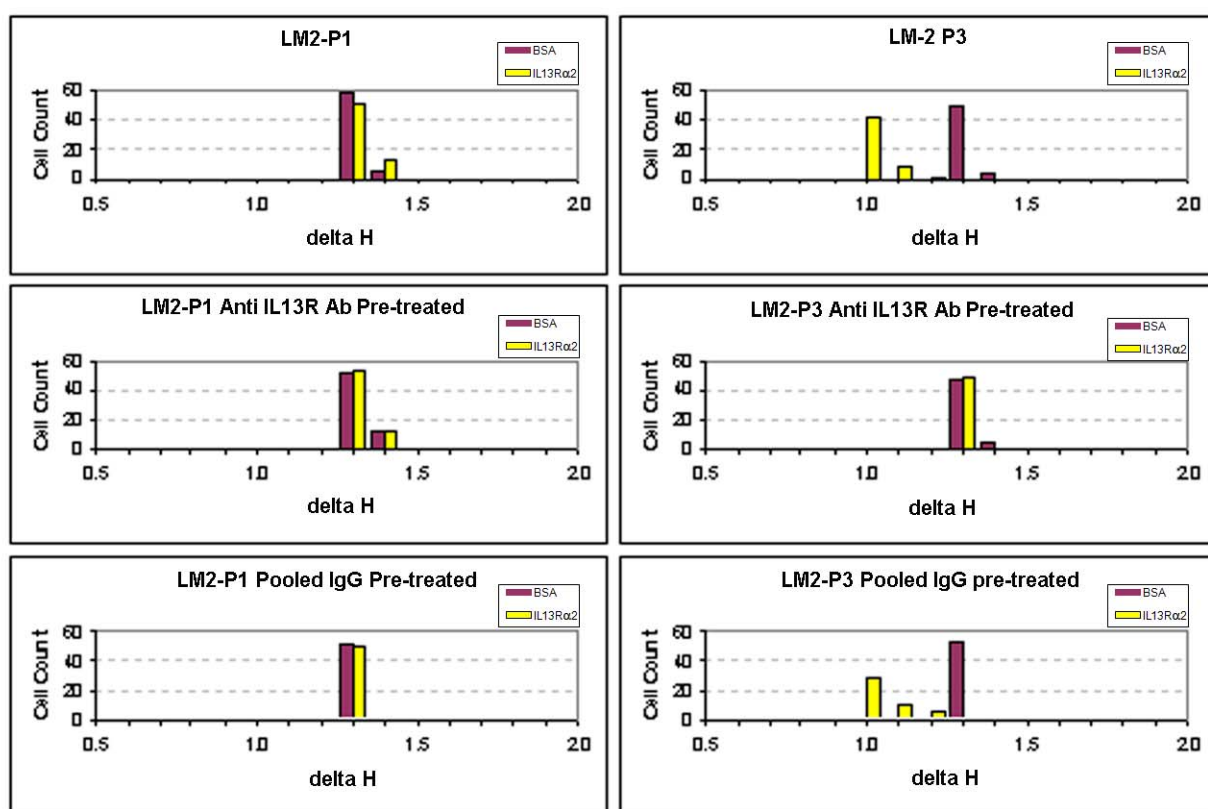 LM2-P1
BSA
IL13Rα2
Cell Count
60
40
20
0
0.5
1.0
1.5
2.0
delta H
LM-2 P3
BSA
IL13Rα2
Cell Count
60
40
20
0
0.5
1.0
1.5
2.0
delta H
LM2-P1 Anti IL13R Ab Pre-treated
BSA
IL13Rα2
Cell Count
60
40
20
0
0.5
1.0
1.5
2.0
delta H
LM2-P3 Anti IL13R Ab Pre-treated
BSA
IL13Rα2
Cell Count
60
40
20
0
0.5
1.0
1.5
2.0
delta H
LM2-P1 Pooled IgG Pre-treated
BSA
IL13Rα2
Cell Count
60
40
20
0
0.5
1.0
1.5
2.0
delta H
LM2-P3 Pooled IgG pre-treated
BSA
IL13Rα2
Cell Count
60
40
20
0
0.5
1.0
1.5
2.0
delta H